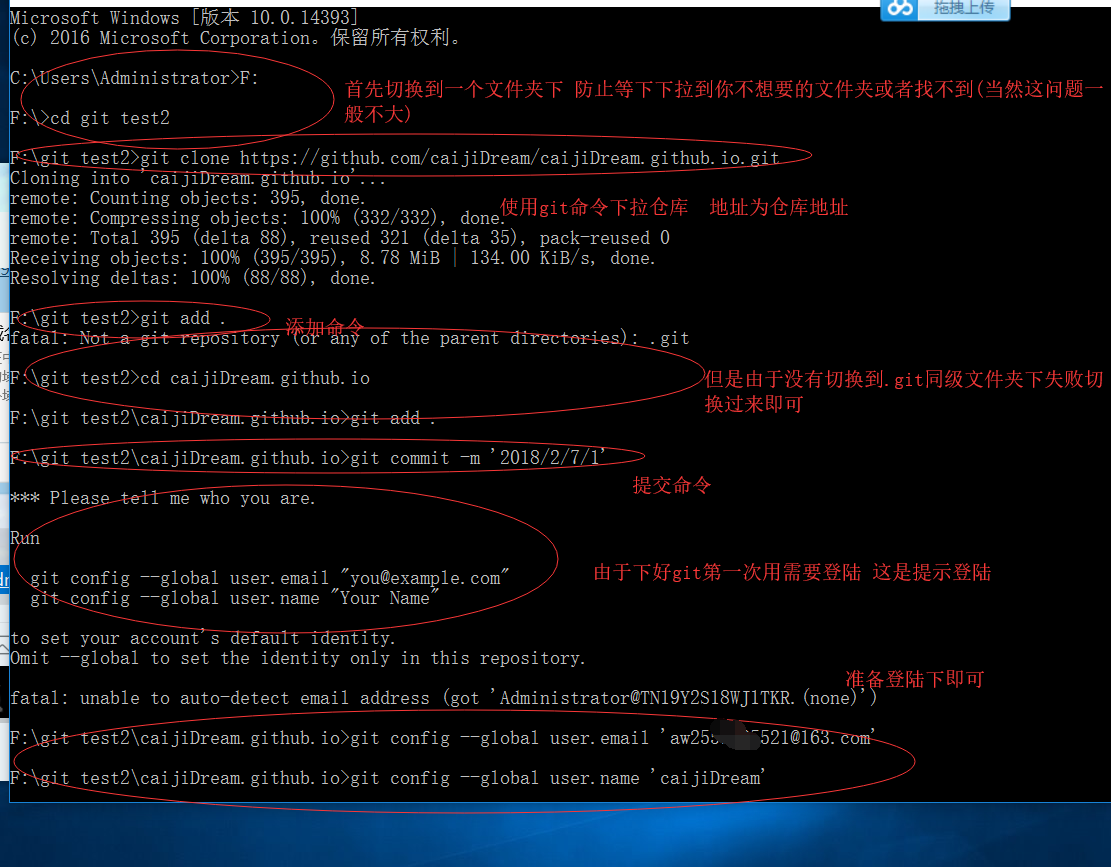 拖拽上传
Microsoft Windows [版本 10.0.14393]
(c) 2016 Microsoft Corporation。保留所有权利。
C:\Users\Administrator>F:
首先切换到一个文件夹下 防止等下下拉到你不想要的文件夹或者找不到(当然这问题一
般不大)
F:\>cd git test2
F:\git test2>git clone https://github.com/caijiDream/caijiDream.github.io.git
Cloning into 'caijiDream.github.io'...
remote: Counting objects: 395, done.
remote: Compressing objects: 100% (332/332), done.
使用git命令下拉仓库 地址为仓库地址
remote: Total 395 (delta 88), reused 321 (delta 35), pack-reused 0
Receiving objects: 100% (395/395), 8.78 MiB | 134.00 KiB/s, done.
Resolving deltas: 100% (88/88), done.
F:\git test2>git add .
添加命令
fatal: Not a git repository (or any of the parent directories): .git
F:\git test2>cd caijiDream.github.io
但是由于没有切换到.git同级文件夹下失败切
换过来即可
F:\git test2\caijiDream.github.io>git add .
F:\git test2\caijiDream.github.io>git commit -m '2018/2/7/1'
提交命令
*** Please tell me who you are.
Run
git config --global user.email "you@example.com"
由于下好git第一次用需要登陆 这是提示登陆
git config --global user.name "Your Name"
to set your account's default identity.
Omit --global to set the identity only in this repository.
准备登陆下即可
fatal: unable to auto-detect email address (got 'Administrator@TN19Y2S18WJ1TKR.(none)')
F:\git test2\caijiDream.github.io>git config --global user.email 'aw25 5521@163.com'
F:\git test2\caijiDream.github.io>git config --global user.name 'caijiDream'